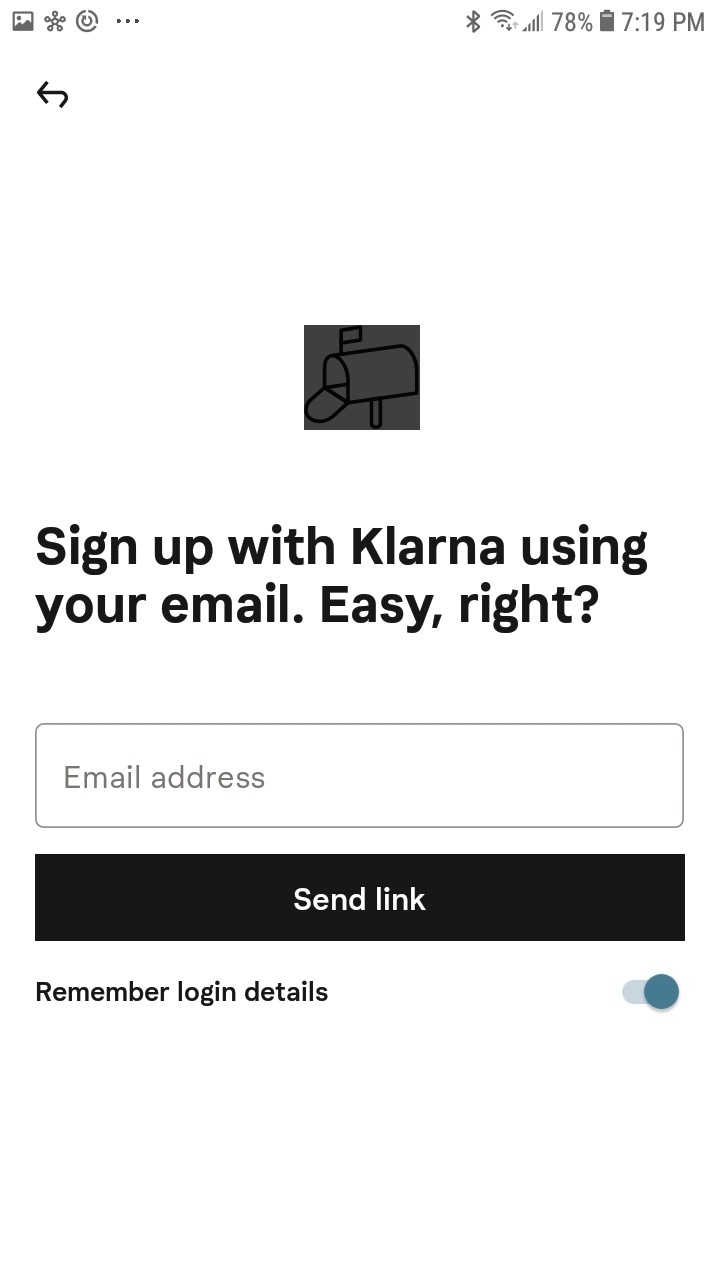 78% 7:19 PM
Sign up with Klarna using
your email. Easy, right?
Email address
Send link
Remember login details